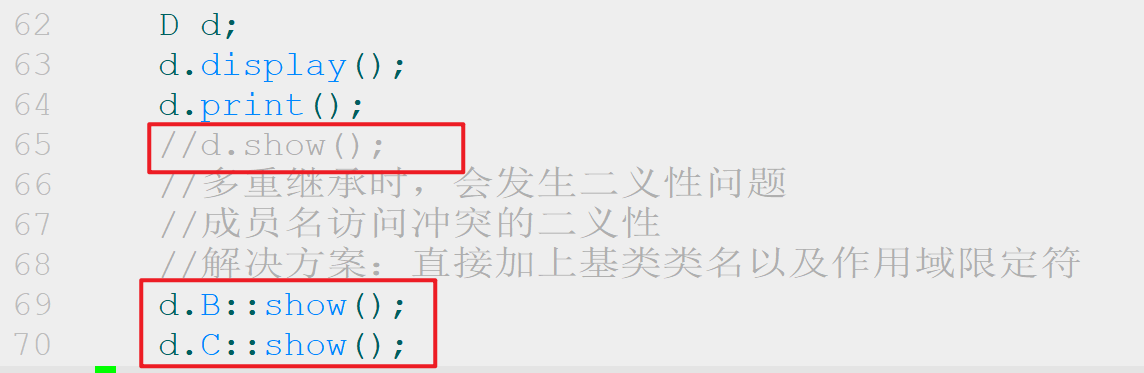 62 D d;
63 d.display();
64 d.print();
65 //d.show();
66 //多重继承时，会发生二义性问题
67 //成员名访问冲突的二义性
68 //解决方案：直接加上基类类名以及作用域限定符
69 d.B::show();
70 d.C::show();